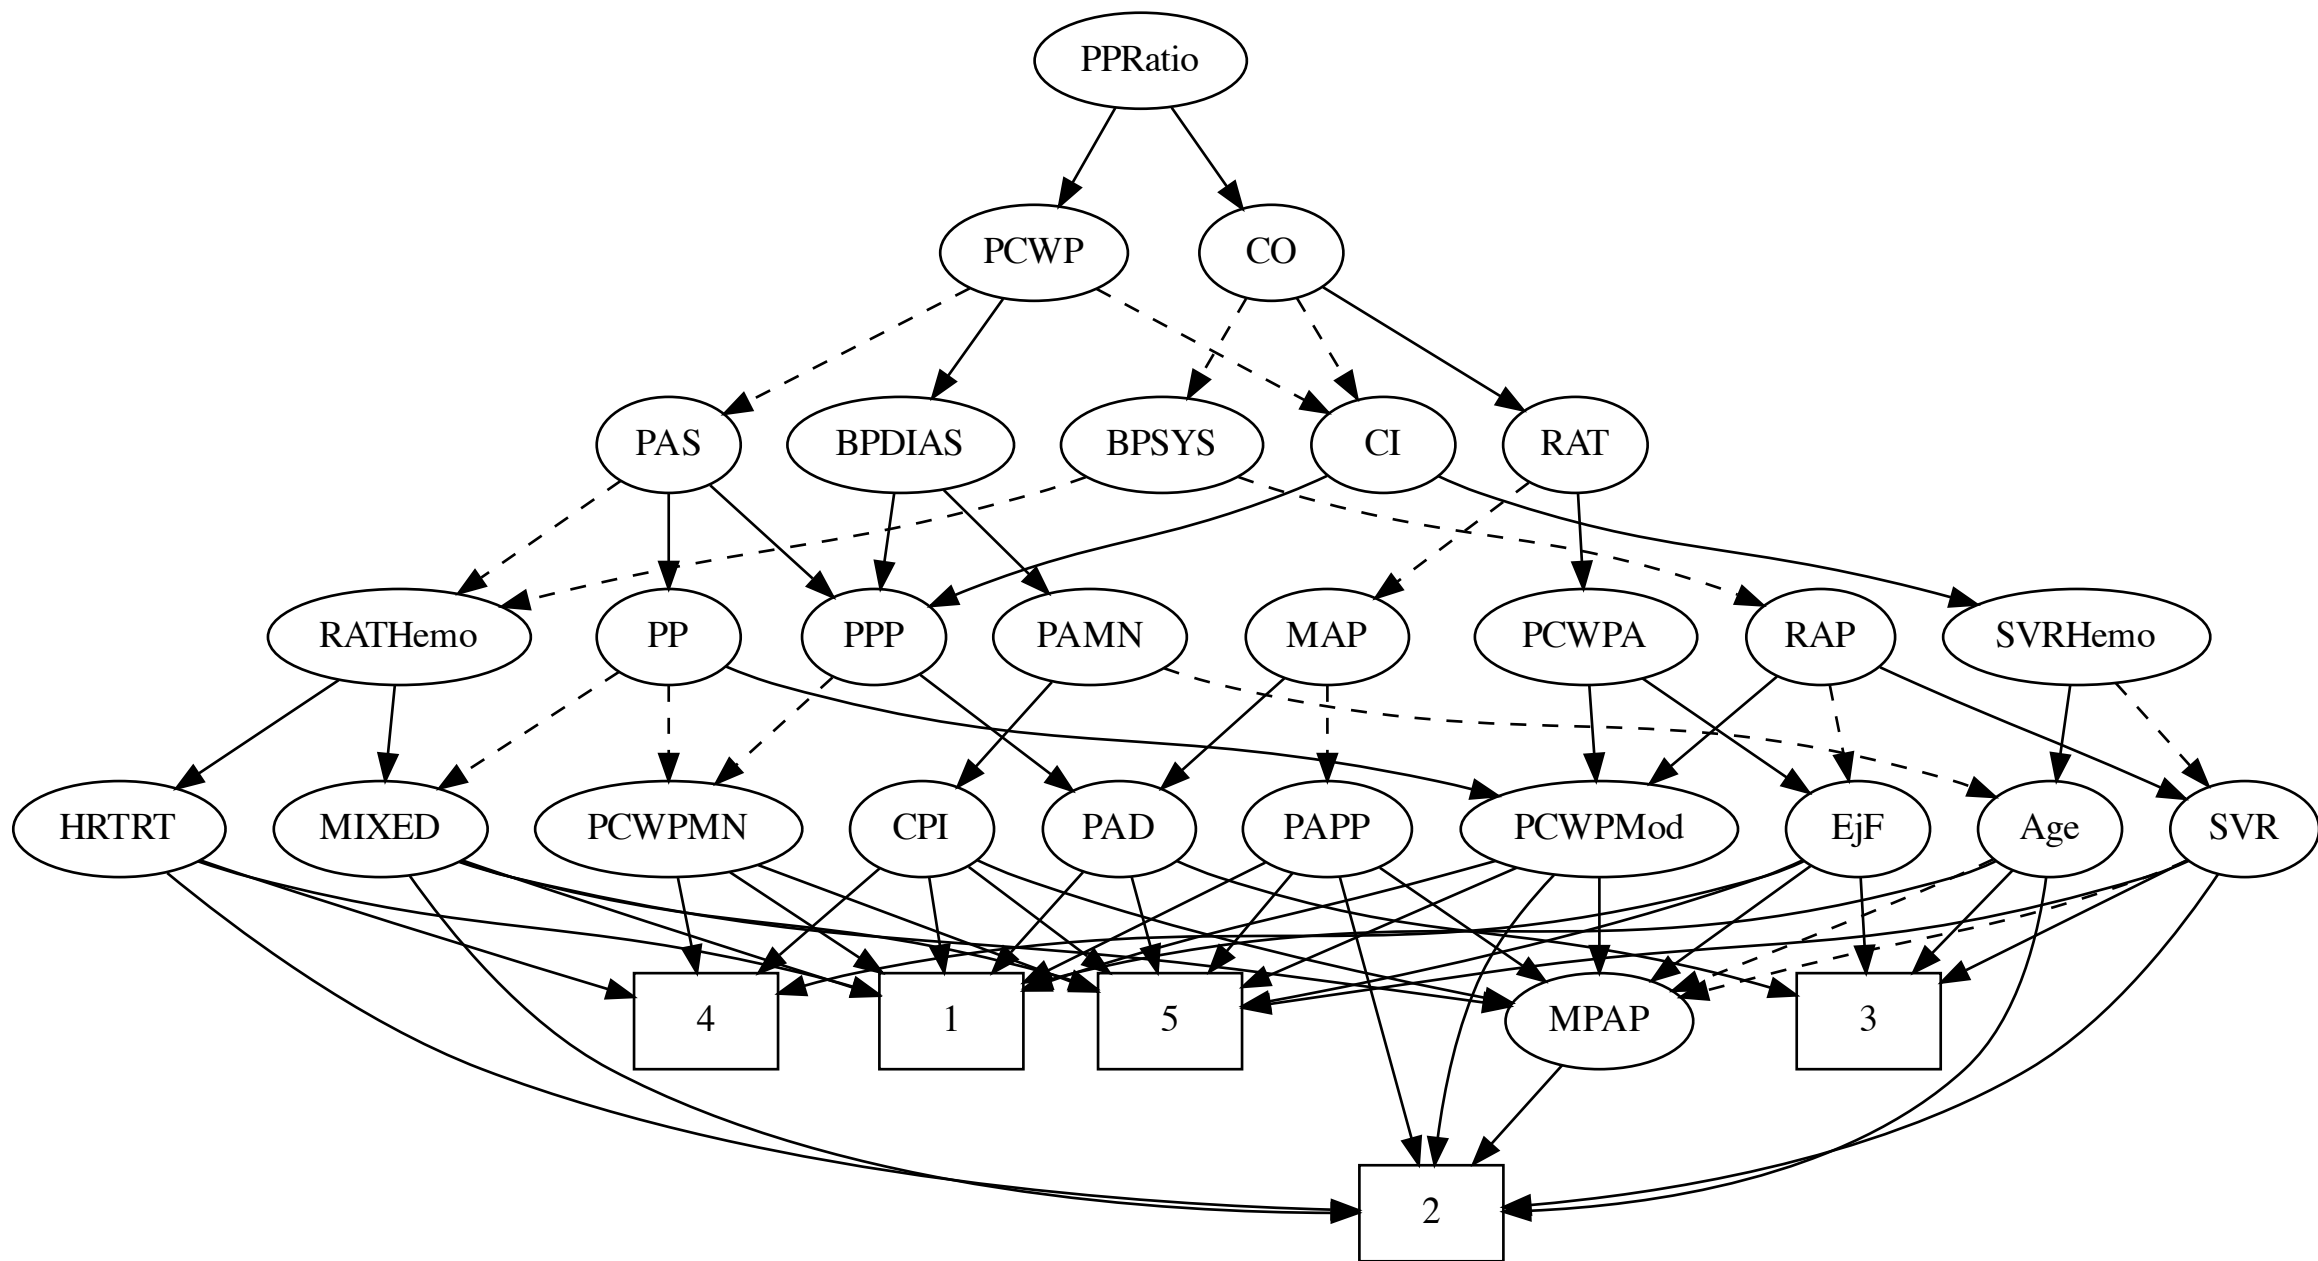 PPRatio
PCWP
CO
PAS
BPDIAS
BPSYS
CI
RAT
RATHemo
PP
PPP
PAMN
MAP
PCWPA
RAP
SVRHemo
HRTRT
MIXED
PCWPMN
CPI
PAD
PAPP
PCWPMod
EjF
Age
SVR
4
1
5
MPAP
3
2